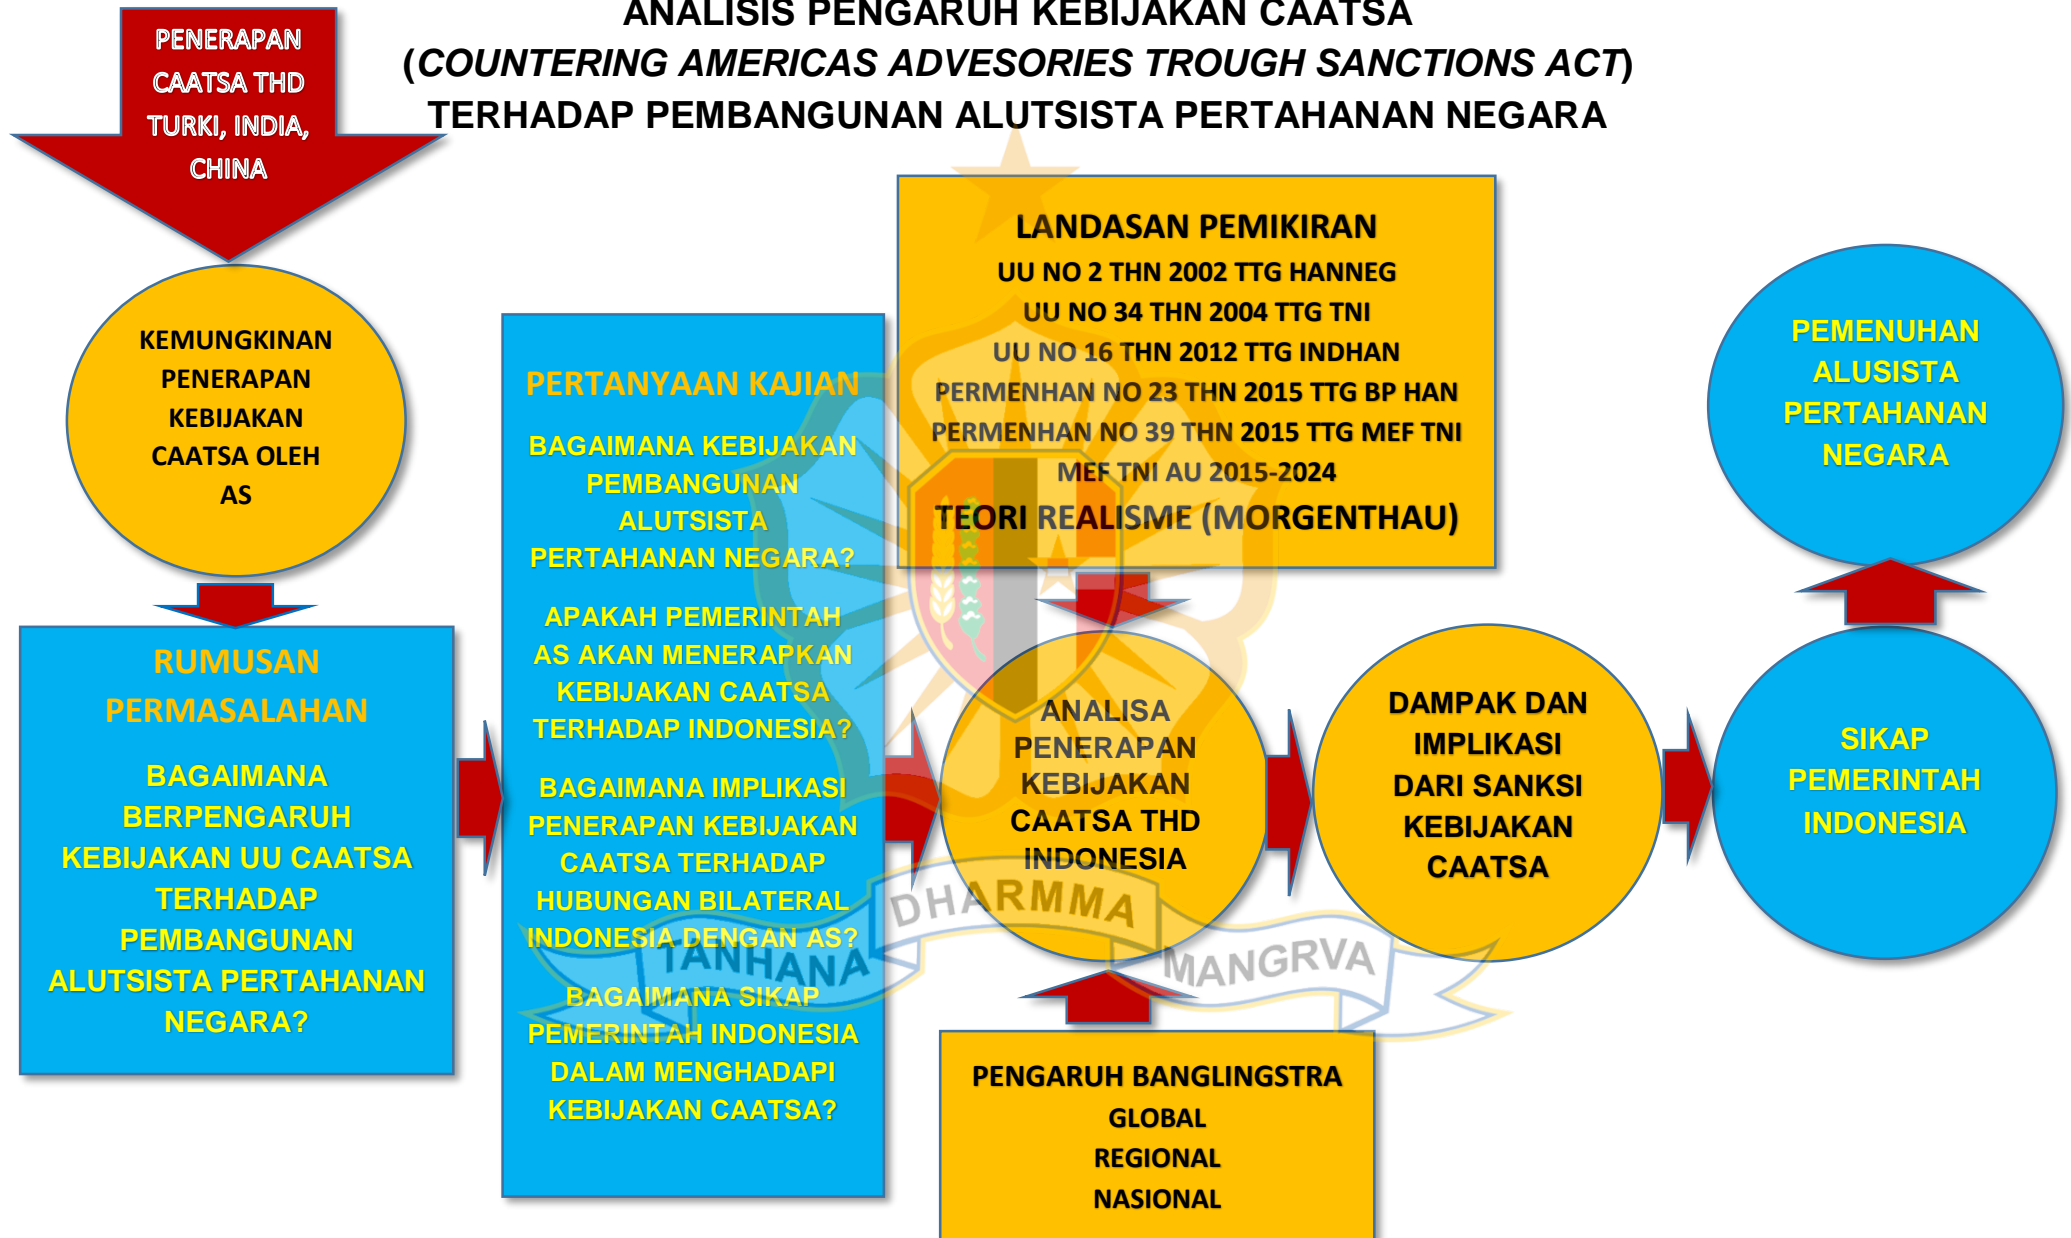 ANALISIS PENGARUH KEBIJAKAN CAATSA
(COUNTERING AMERICAS ADVESORIES TROUGH SANCTIONS ACT)
TERHADAP PEMBANGUNAN ALUTSISTA PERTAHANAN NEGARA
PENERAPAN
CAATSA THD
TURKI, INDIA,
CHINA
KEMUNGKINAN
PENERAPAN
KEBIJAKAN
CAATSA OLEH
AS
RUMUSAN
PERMASALAHAN
BAGAIMANA
BERPENGARUH
KEBIJAKAN UU CAATSA
TERHADAP
PEMBANGUNAN
ALUTSISTA PERTAHANAN
NEGARA?
PERTANYAAN KAJIAN
BAGAIMANA KEBIJAKAN
PEMBANGUNAN
ALUTSISTA
PERTAHANAN NEGARA?
APAKAH PEMERINTAH
AS AKAN MENERAPKAN
KEBIJAKAN CAATSA
TERHADAP INDONESIA?
BAGAIMANA IMPLIKASI
PENERAPAN KEBIJAKAN
CAATSA TERHADAP
HUBUNGAN BILATERAL
INDONESIA DENGAN AS?
BAGAIMANA SIKAP
PEMERINTAH INDONESIA
DALAM MENGHADAPI
KEBIJAKAN CAATSA?
LANDASAN PEMIKIRAN
UU NO 2 THN 2002 TTG HANNEG
UU NO 34 THN 2004 TTG TNI
UU NO 16 THN 2012 TTG INDHAN
PERMENHAN NO 23 THN 2015 TTG BP HAN
PERMENHAN NO 39 THN 2015 TTG MEF TNI
MEF TNI AU 2015-2024
TEORI REALISME (MORGENTHAU)
ANALISA
PENERAPAN
KEBIJAKAN
CAATSA THD
INDONESIA
PENGARUH BANGLINGSTRA
GLOBAL
REGIONAL
NASIONAL
DAMPAK DAN
IMPLIKASI
DARI SANKSI
KEBIJAKAN
CAATSA
SIKAP
PEMERINTAH
INDONESIA
PEMENUHAN
ALUSISTA
PERTAHANAN
NEGARA
TANHANA DHARMMA MANGRVA